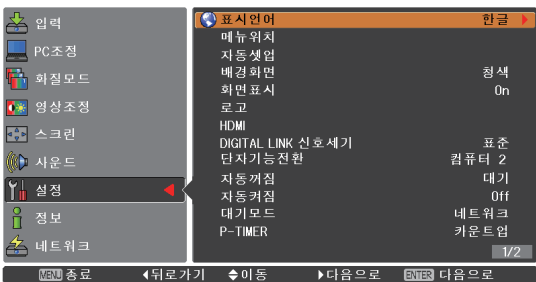 입력
PC조정
화질모드
영상조정
스크린
사운드
설정
정보
네트워크
표시언어 한글
메뉴위치
자동셋업
배경화면 청색
화면표시 On
로고
HDMI
DIGITAL LINK 신호세기 표준
단자기능전환 컴퓨터 2
자동꺼짐 대기
자동켜짐 Off
대기모드 네트워크
P-TIMER 카운트업
1/2
MENU 종료 뒤로가기 이동 다음으로 ENTER 다음으로